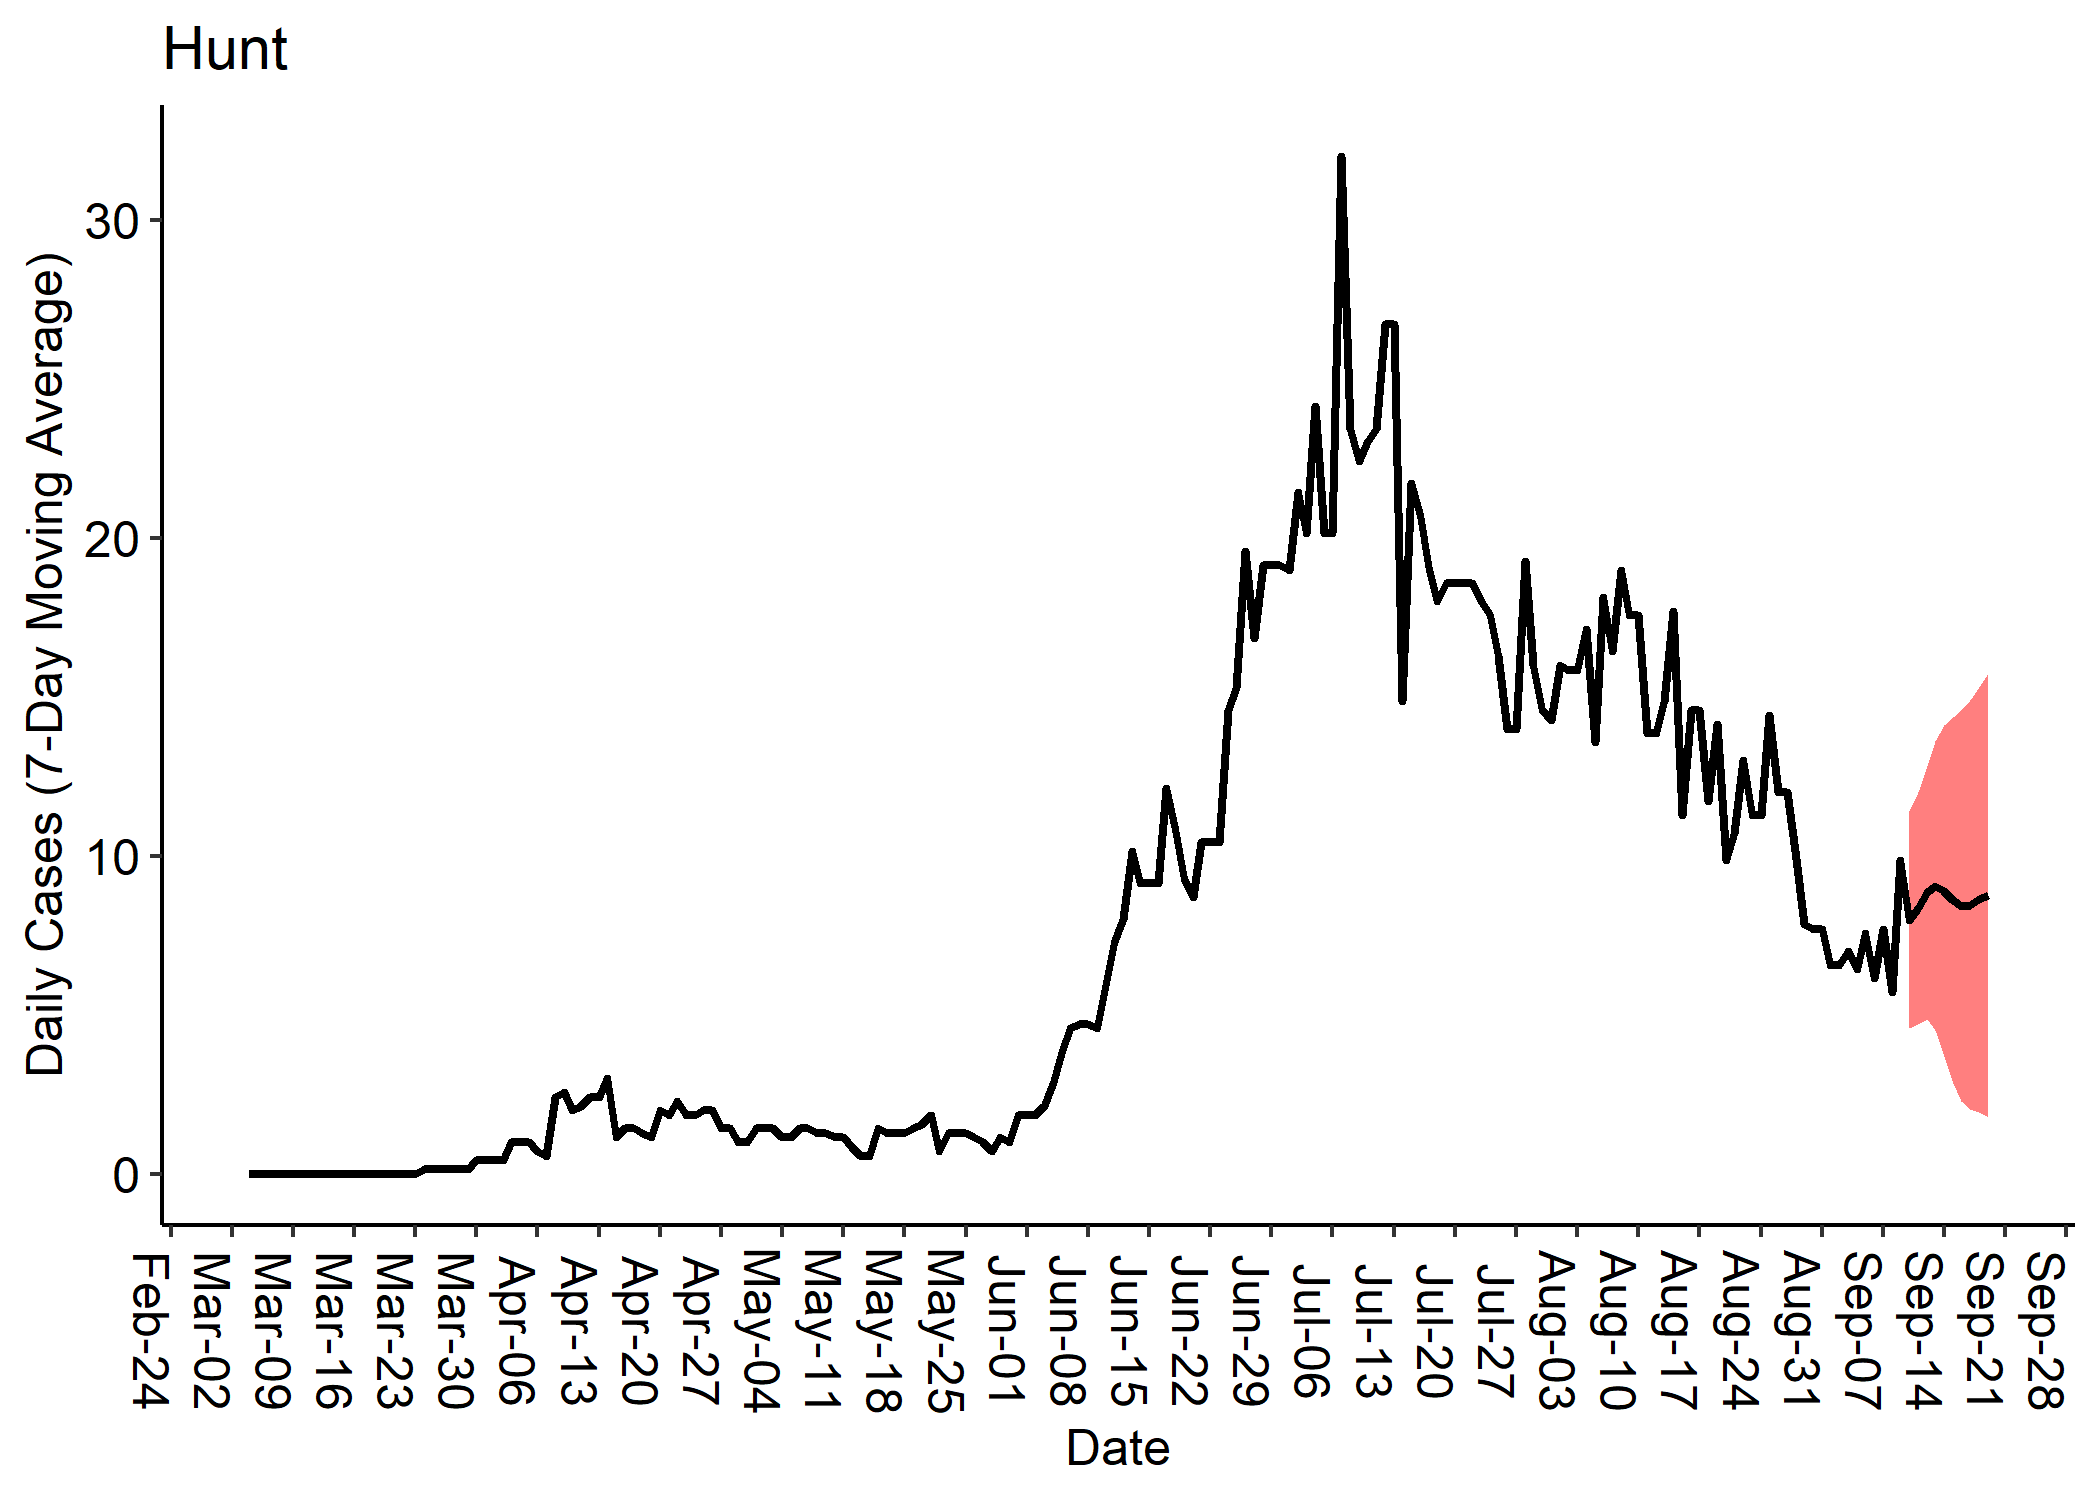 Hunt
Daily Cases (7-Day Moving Average)
30
20
10
0
Feb-24
Mar-02
Mar-09
Mar-16
Mar-23
Mar-30
Apr-06
Apr-13
Apr-20
Apr-27
May-04
May-11
May-18
May-25
Jun-01
Jun-08
Jun-15
Jun-22
Jun-29
Jul-06
Jul-13
Jul-20
Jul-27
Aug-03
Aug-10
Aug-17
Aug-24
Aug-31
Sep-07
Sep-14
Sep-21
Sep-28
Date